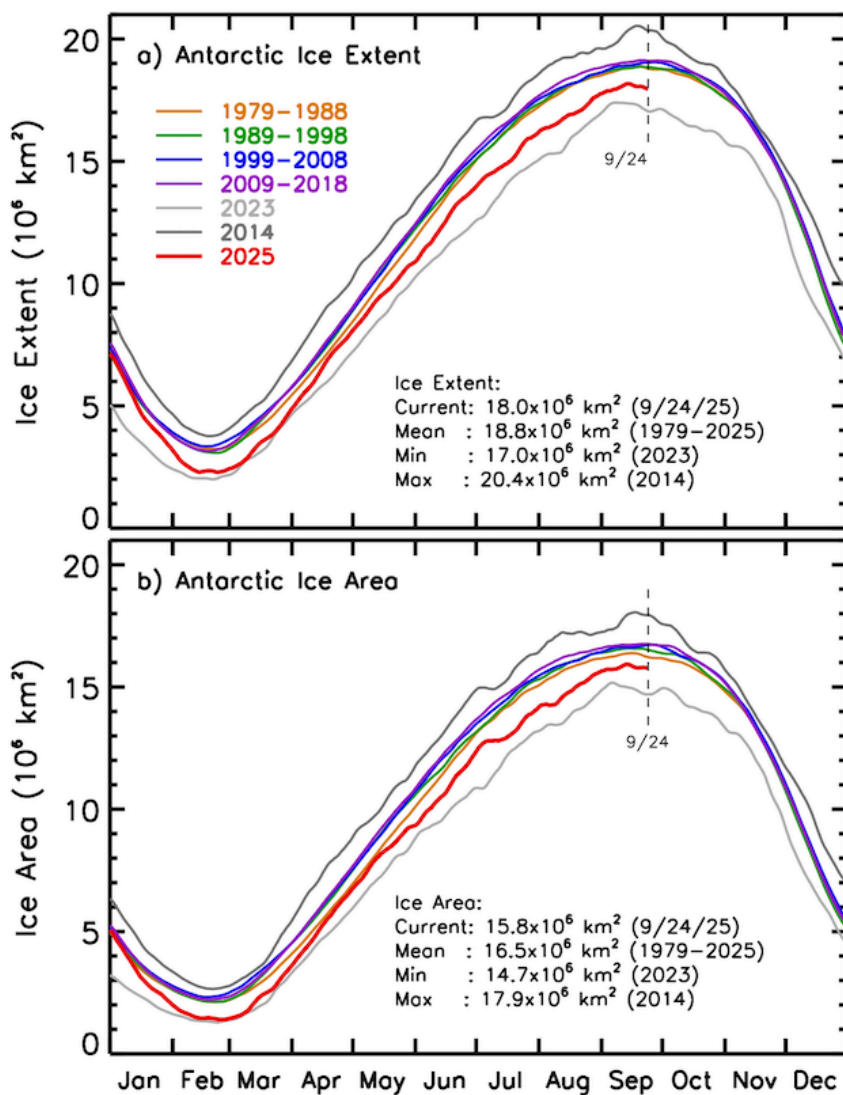 a) Antarctic Ice Extent
1979–1988
1989–1998
1999–2008
2009–2018
2023
2014
2025
9/24
Ice Extent:
Current: 18.0x10⁶ km² (9/24/25)
Mean : 18.8x10⁶ km² (1979–2025)
Min : 17.0x10⁶ km² (2023)
Max : 20.4x10⁶ km² (2014)
Ice Extent (10⁶ km²)
20
15
10
5
0
b) Antarctic Ice Area
9/24
Ice Area:
Current: 15.8x10⁶ km² (9/24/25)
Mean : 16.5x10⁶ km² (1979–2025)
Min : 14.7x10⁶ km² (2023)
Max : 17.9x10⁶ km² (2014)
Ice Area (10⁶ km²)
20
15
10
5
0
Jan Feb Mar Apr May Jun Jul Aug Sep Oct Nov Dec